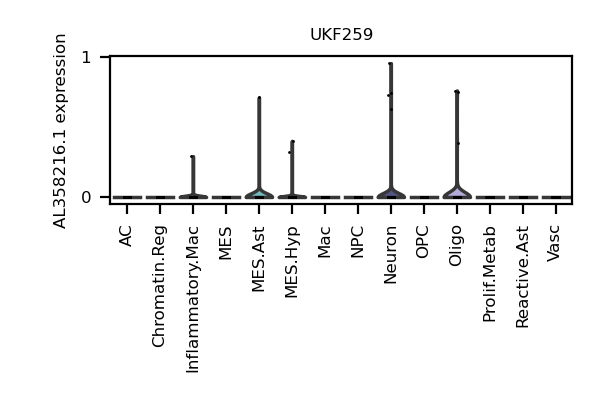 UKF259
AL358216.1 expression
1
0
AC
Chromatin.Reg
Inflammatory.Mac
MES
MES.Ast
MES.Hyp
Mac
NPC
Neuron
OPC
Oligo
Prolif.Metab
Reactive.Ast
Vasc